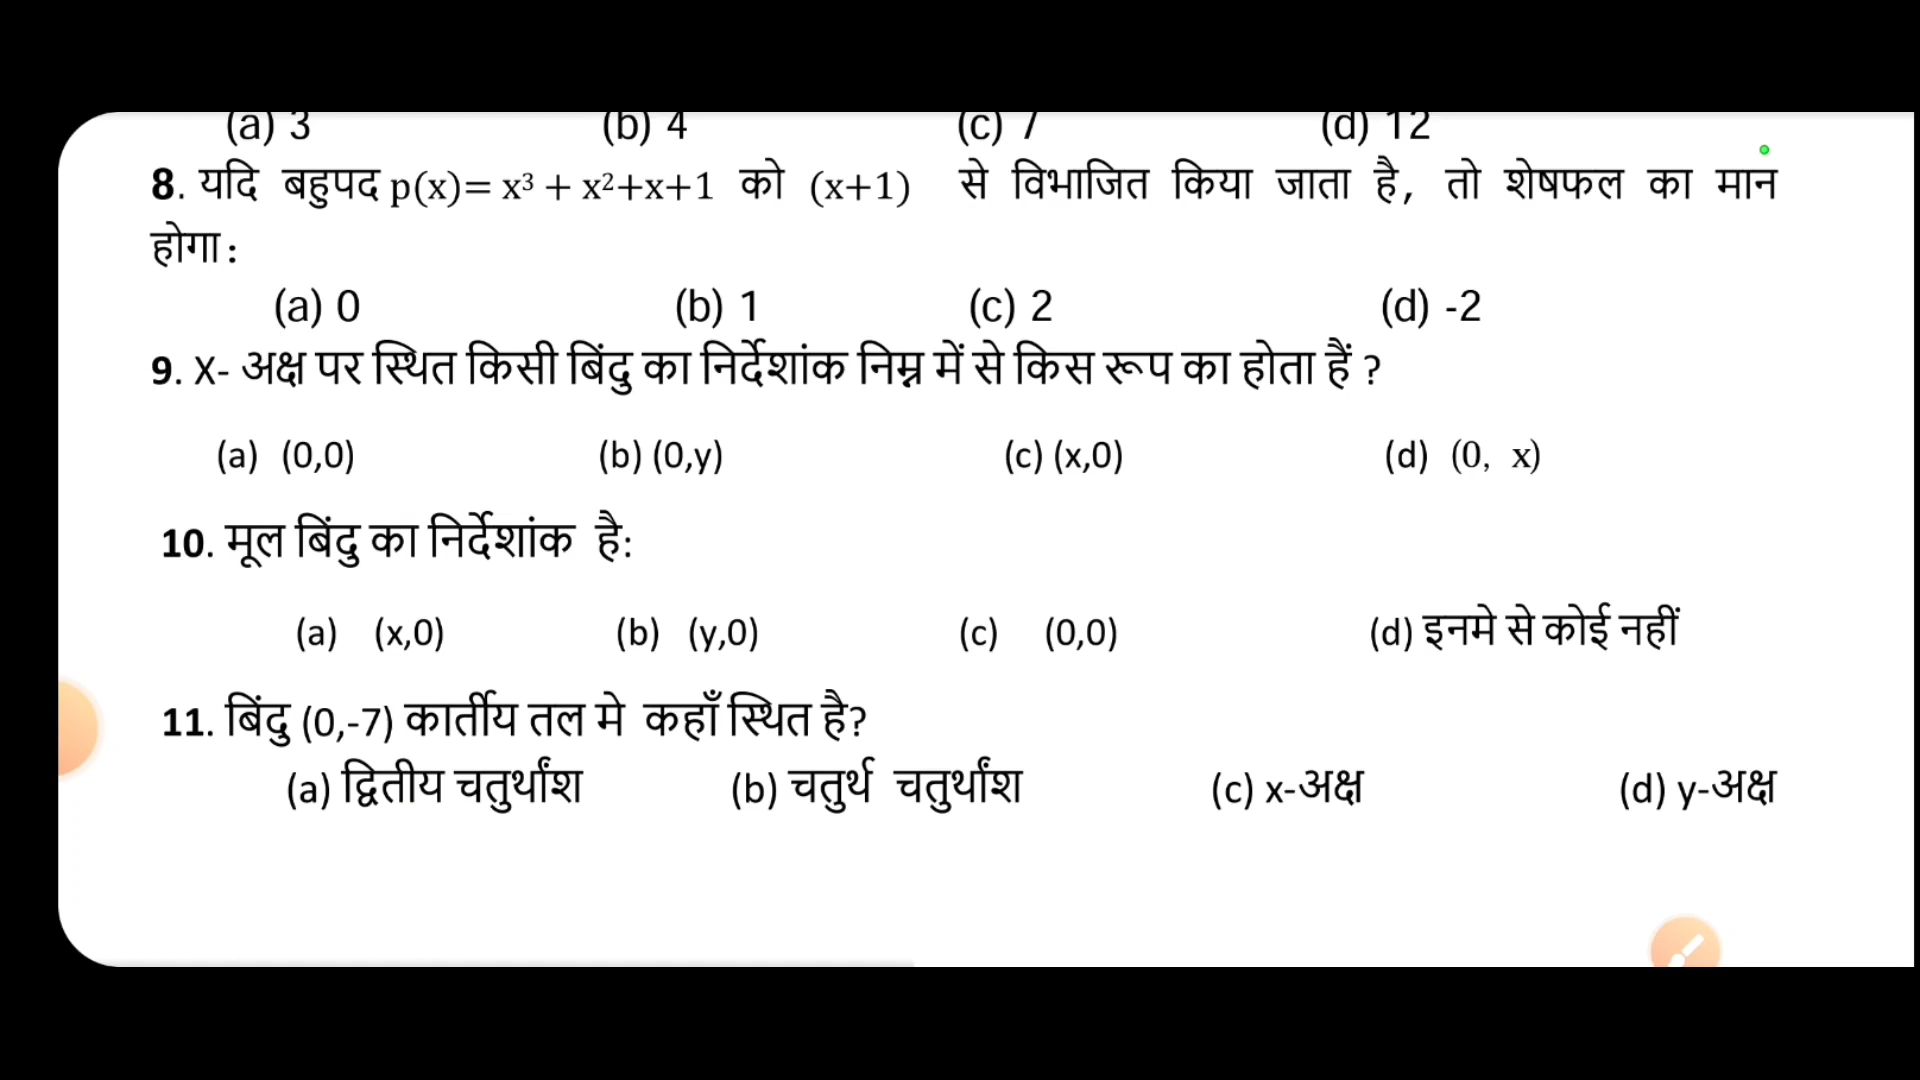 (a) 3 (b) 4 (c) 7 (d) 12
8. यदि बहुपद p(x)= x³ + x²+x+1 को (x+1) से विभाजित किया जाता है, तो शेषफल का मान
होगा:
(a) 0 (b) 1 (c) 2 (d) -2
9. X- अक्ष पर स्थित किसी बिंदु का निर्देशांक निम्न में से किस रूप का होता हैं ?
(a) (0,0) (b) (0,y) (c) (x,0) (d) (0, x)
10. मूल बिंदु का निर्देशांक है:
(a) (x,0) (b) (y,0) (c) (0,0) (d) इनमे से कोई नहीं
11. बिंदु (0,-7) कार्तीय तल मे कहाँ स्थित है?
(a) द्वितीय चतुर्थांश (b) चतुर्थ चतुर्थांश (c) x-अक्ष (d) y-अक्ष